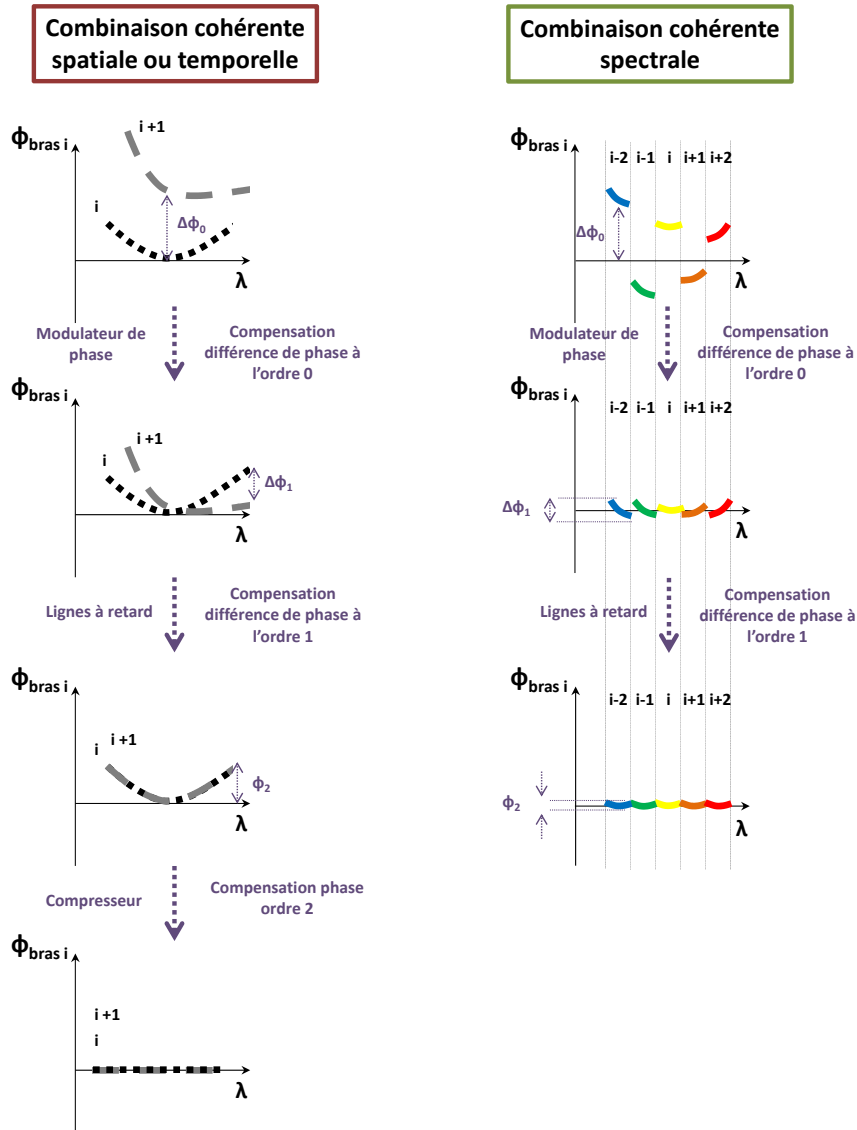 Combinaison cohérente
spatiale ou temporelle
Φbras i
i +1
i
Δϕ0
λ
Modulateur de
phase
Compensation
différence de phase à
l'ordre 0
Φbras i
i +1
i
Δϕ1
λ
Lignes à retard
Compensation
différence de phase à
l'ordre 1
Φbras i
i +1
i
ϕ2
λ
Compresseur
Compensation phase
ordre 2
Φbras i
i +1
i
λ
Combinaison cohérente
spectrale
Φbras i
i-2 i-1 i i+1 i+2
Δϕ0
λ
Modulateur de
phase
Compensation
différence de phase à
l'ordre 0
Φbras i
i-2 i-1 i i+1 i+2
Δϕ1
λ
Lignes à retard
Compensation
différence de phase à
l'ordre 1
Φbras i
i-2 i-1 i i+1 i+2
ϕ2
λ